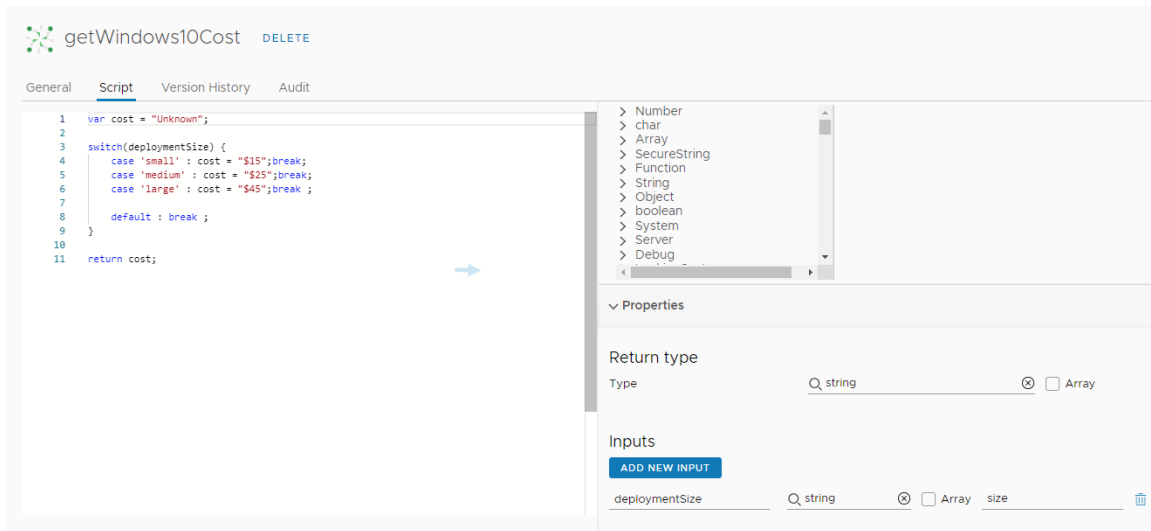 getWindows10Cost DELETE
General Script Version History Audit
1 var cost = "Unknown";
2
3 switch(deploymentSize) {
4 case 'small' : cost = "$15";break;
5 case 'medium' : cost = "$25";break;
6 case 'large' : cost = "$45";break ;
7
8 default : break ;
9 }
10
11 return cost;
Number
char
Array
SecureString
Function
String
Object
boolean
System
Server
Debug
Properties
Return type
Type string Array
Inputs
ADD NEW INPUT
deploymentSize string Array size